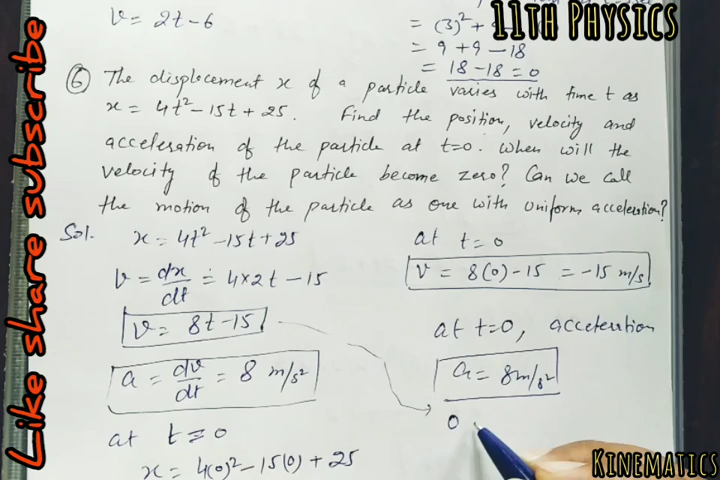 Like share subscribe
11th Physics
v = 2t - 6
= 9 + 9 - 18
= 18 - 18 = 0
⑥ The displacement x of a particle varies with time t as
x = 4t² - 15t + 25. Find the position, velocity and
acceleration of the particle at t=0. When will the
velocity of the particle become zero? Can we call
the motion of the particle as one with uniform acceleration?
Sol. x = 4t² - 15t + 25
v = dx/dt = 4×2t - 15
v = 8t - 15
a = dv/dt = 8 m/s²
at t = 0
x = 4(0)² - 15(0) + 25
at t = 0
v = 8(0) - 15 = -15 m/s
at t=0, acceleration
a = 8m/s²
0
KINEMATICS